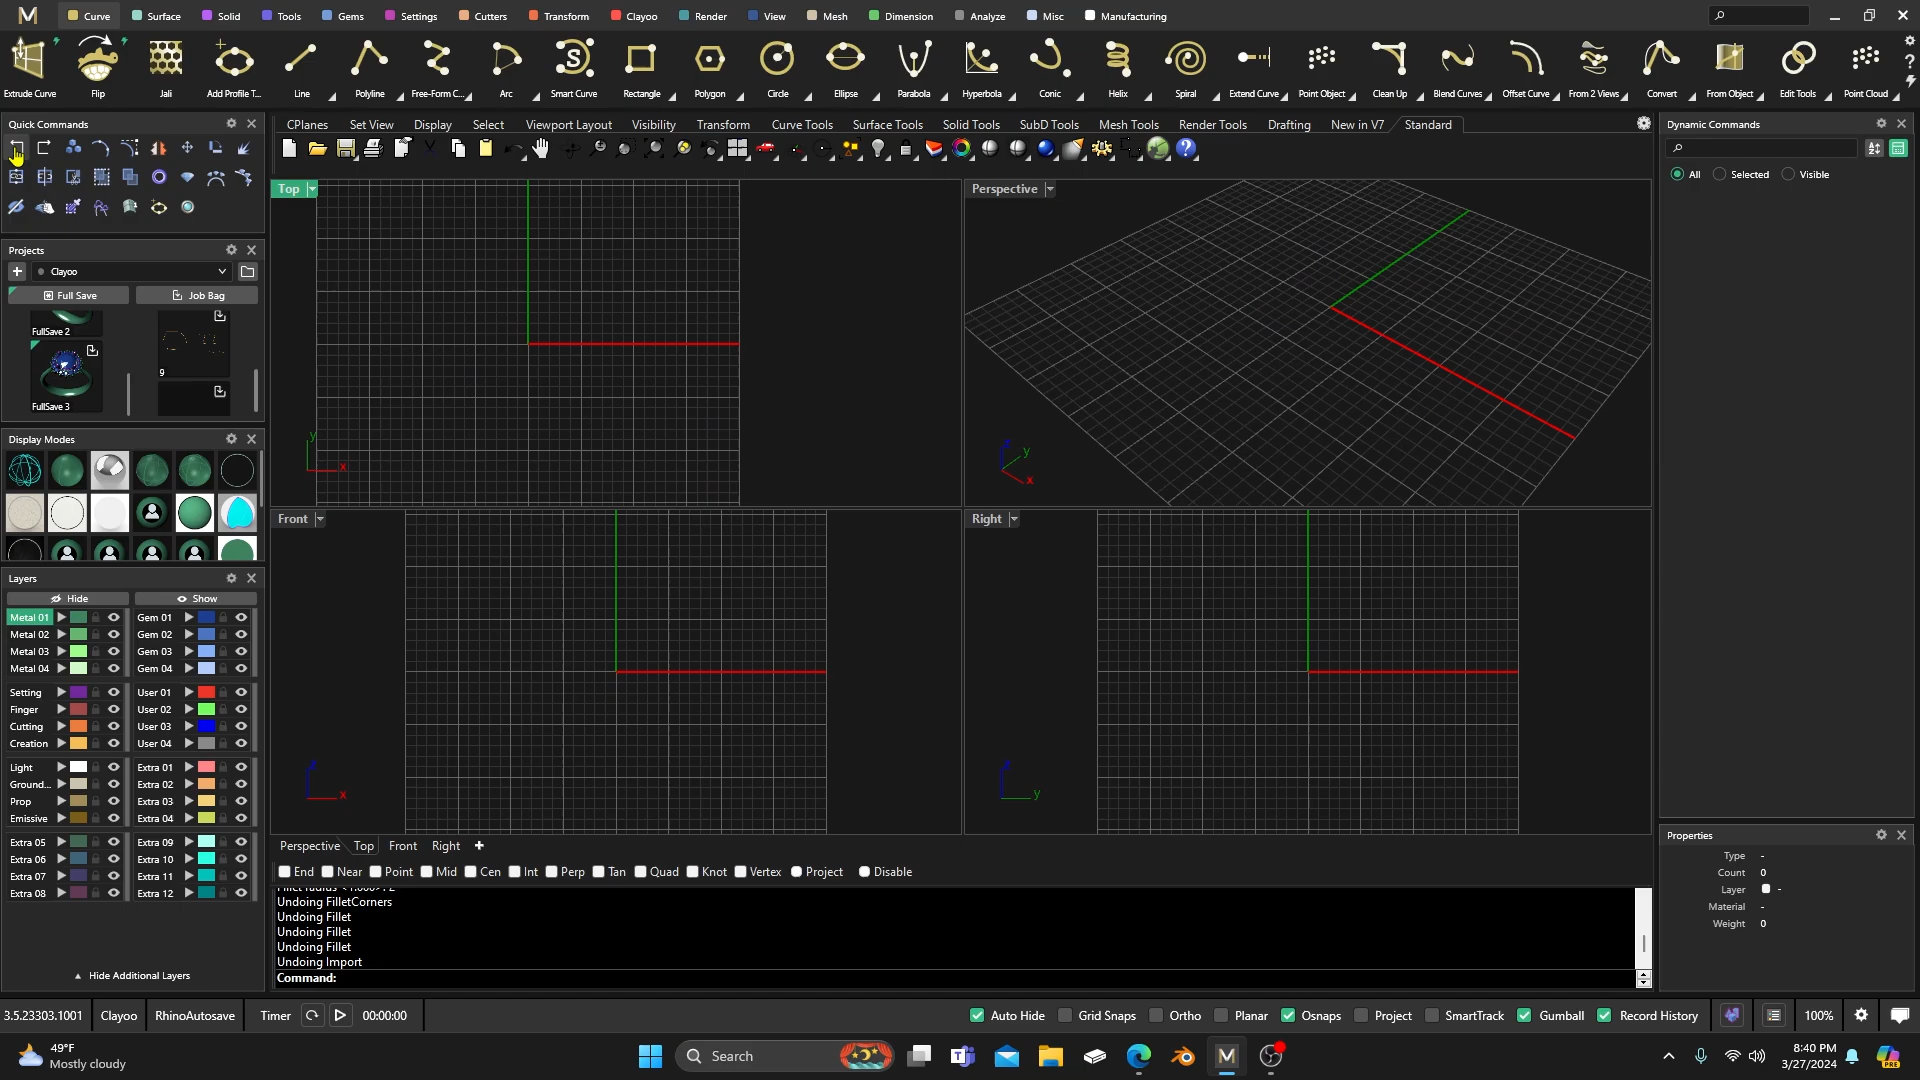 Curve Surface Solid Tools Gems Settings Cutters Transform Clayoo Render View Mesh Dimension Analyze Misc Manufacturing
Extrude Curve Flip Jali Add Profile T... Line Polyline Free-Form C... Arc Smart Curve Rectangle Polygon Circle Ellipse Parabola Hyperbola Conic Helix Spiral Extend Curve Point Object Clean Up Blend Curves Offset Curve From 2 Views Convert From Object Edit Tools Point Cloud
Quick Commands
CPlanes Set View Display Select Viewport Layout Visibility Transform Curve Tools Surface Tools Solid Tools SubD Tools Mesh Tools Render Tools Drafting New in V7 Standard
Dynamic Commands
All Selected Visible
Top
Perspective
Projects
Clayoo
Full Save Job Bag
FullSave 2
9
FullSave 3
Display Modes
y
x
y
x
Front
Right
Layers
Hide Show
Metal 01 Gem 01
Metal 02 Gem 02
Metal 03 Gem 03
Metal 04 Gem 04
Setting User 01
Finger User 02
Cutting User 03
Creation User 04
Light Extra 01
Ground... Extra 02
Prop Extra 03
Emissive Extra 04
Extra 05 Extra 09
Extra 06 Extra 10
Extra 07 Extra 11
Extra 08 Extra 12
Hide Additional Layers
x
y
Perspective Top Front Right
End Near Point Mid Cen Int Perp Tan Quad Knot Vertex Project Disable
Undoing FilletCorners
Undoing Fillet
Undoing Fillet
Undoing Fillet
Undoing Import
Command:
Properties
Type -
Count 0
Layer -
Material -
Weight 0
3.5.23303.1001 Clayoo RhinoAutosave Timer 00:00:00 Auto Hide Grid Snaps Ortho Planar Osnaps Project SmartTrack Gumball Record History 100%
49°F
Mostly cloudy
Search
8:40 PM
3/27/2024
PRE